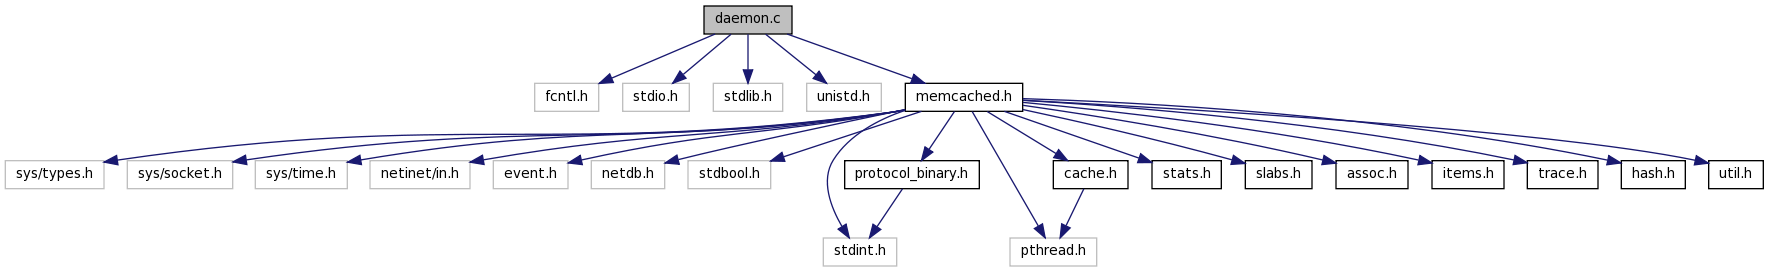 daemon.c
fcntl.h
stdio.h
stdlib.h
unistd.h
memcached.h
sys/types.h
sys/socket.h
sys/time.h
netinet/in.h
event.h
netdb.h
stdbool.h
protocol_binary.h
cache.h
stats.h
slabs.h
assoc.h
items.h
trace.h
hash.h
util.h
stdint.h
pthread.h